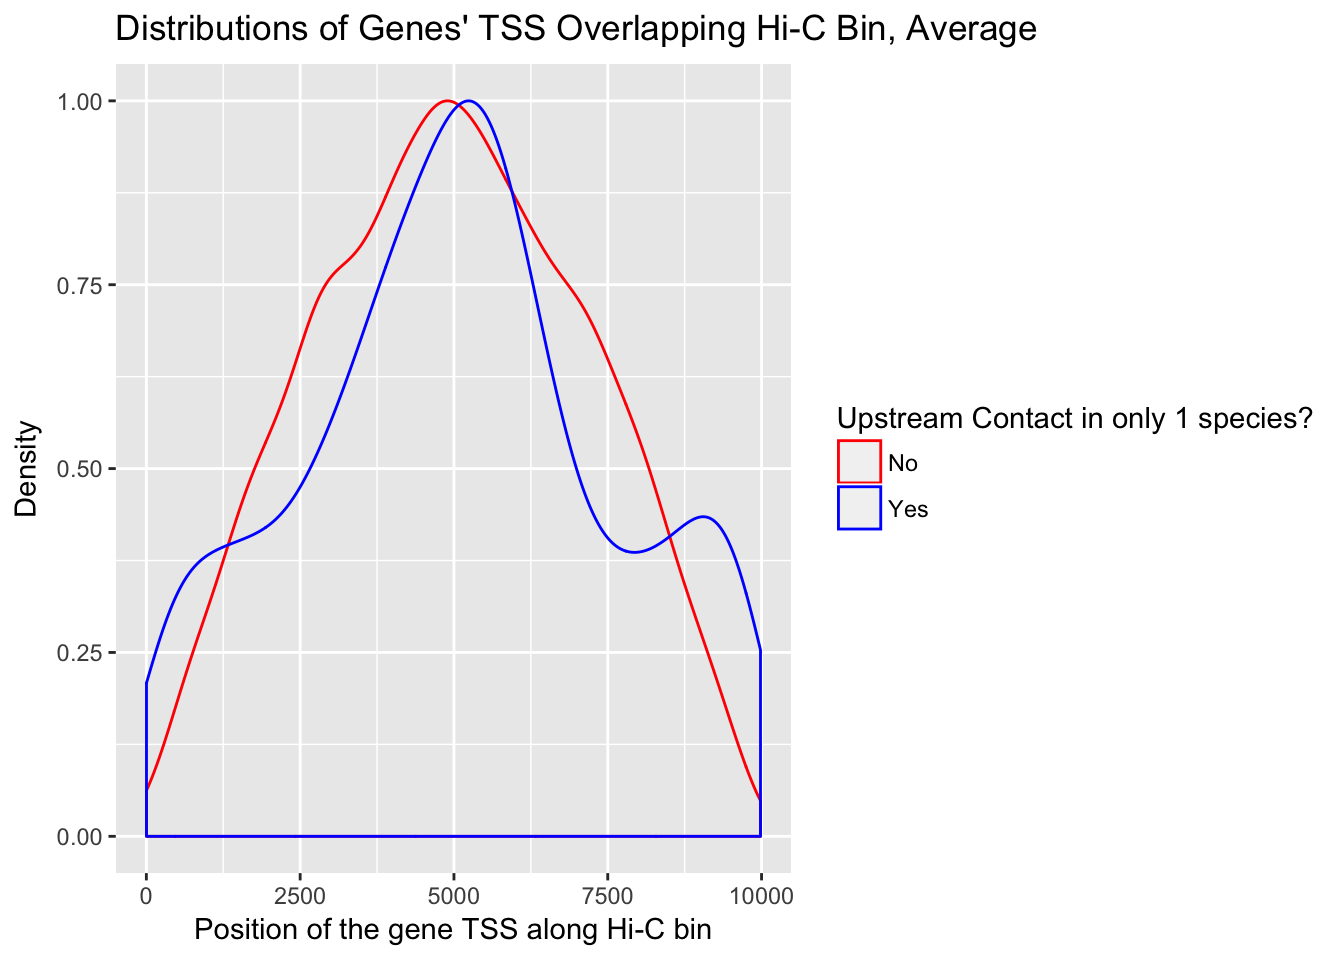 Distributions of Genes' TSS Overlapping Hi-C Bin, Average
1.00
0.75
0.50
0.25
0.00
Density
0 2500 5000 7500 10000
Position of the gene TSS along Hi-C bin
Upstream Contact in only 1 species?
No
Yes